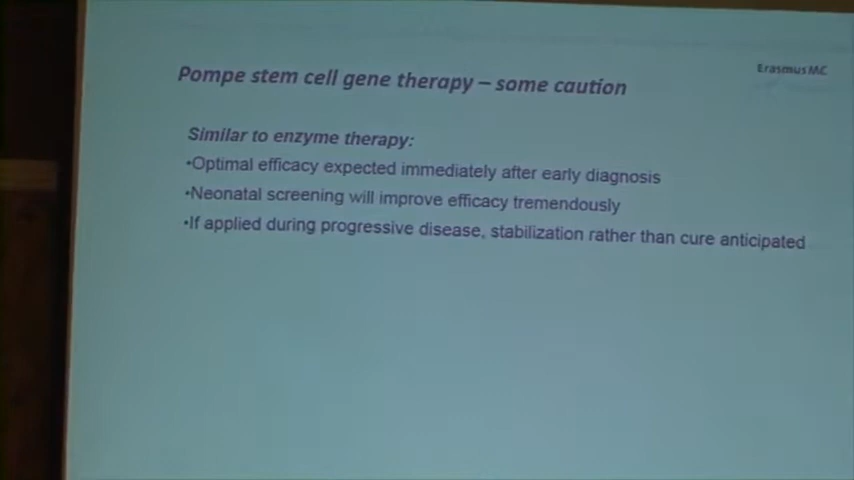 Pompe stem cell gene therapy – some caution
Erasmus MC
Similar to enzyme therapy:
•Optimal efficacy expected immediately after early diagnosis
•Neonatal screening will improve efficacy tremendously
•If applied during progressive disease, stabilization rather than cure anticipated